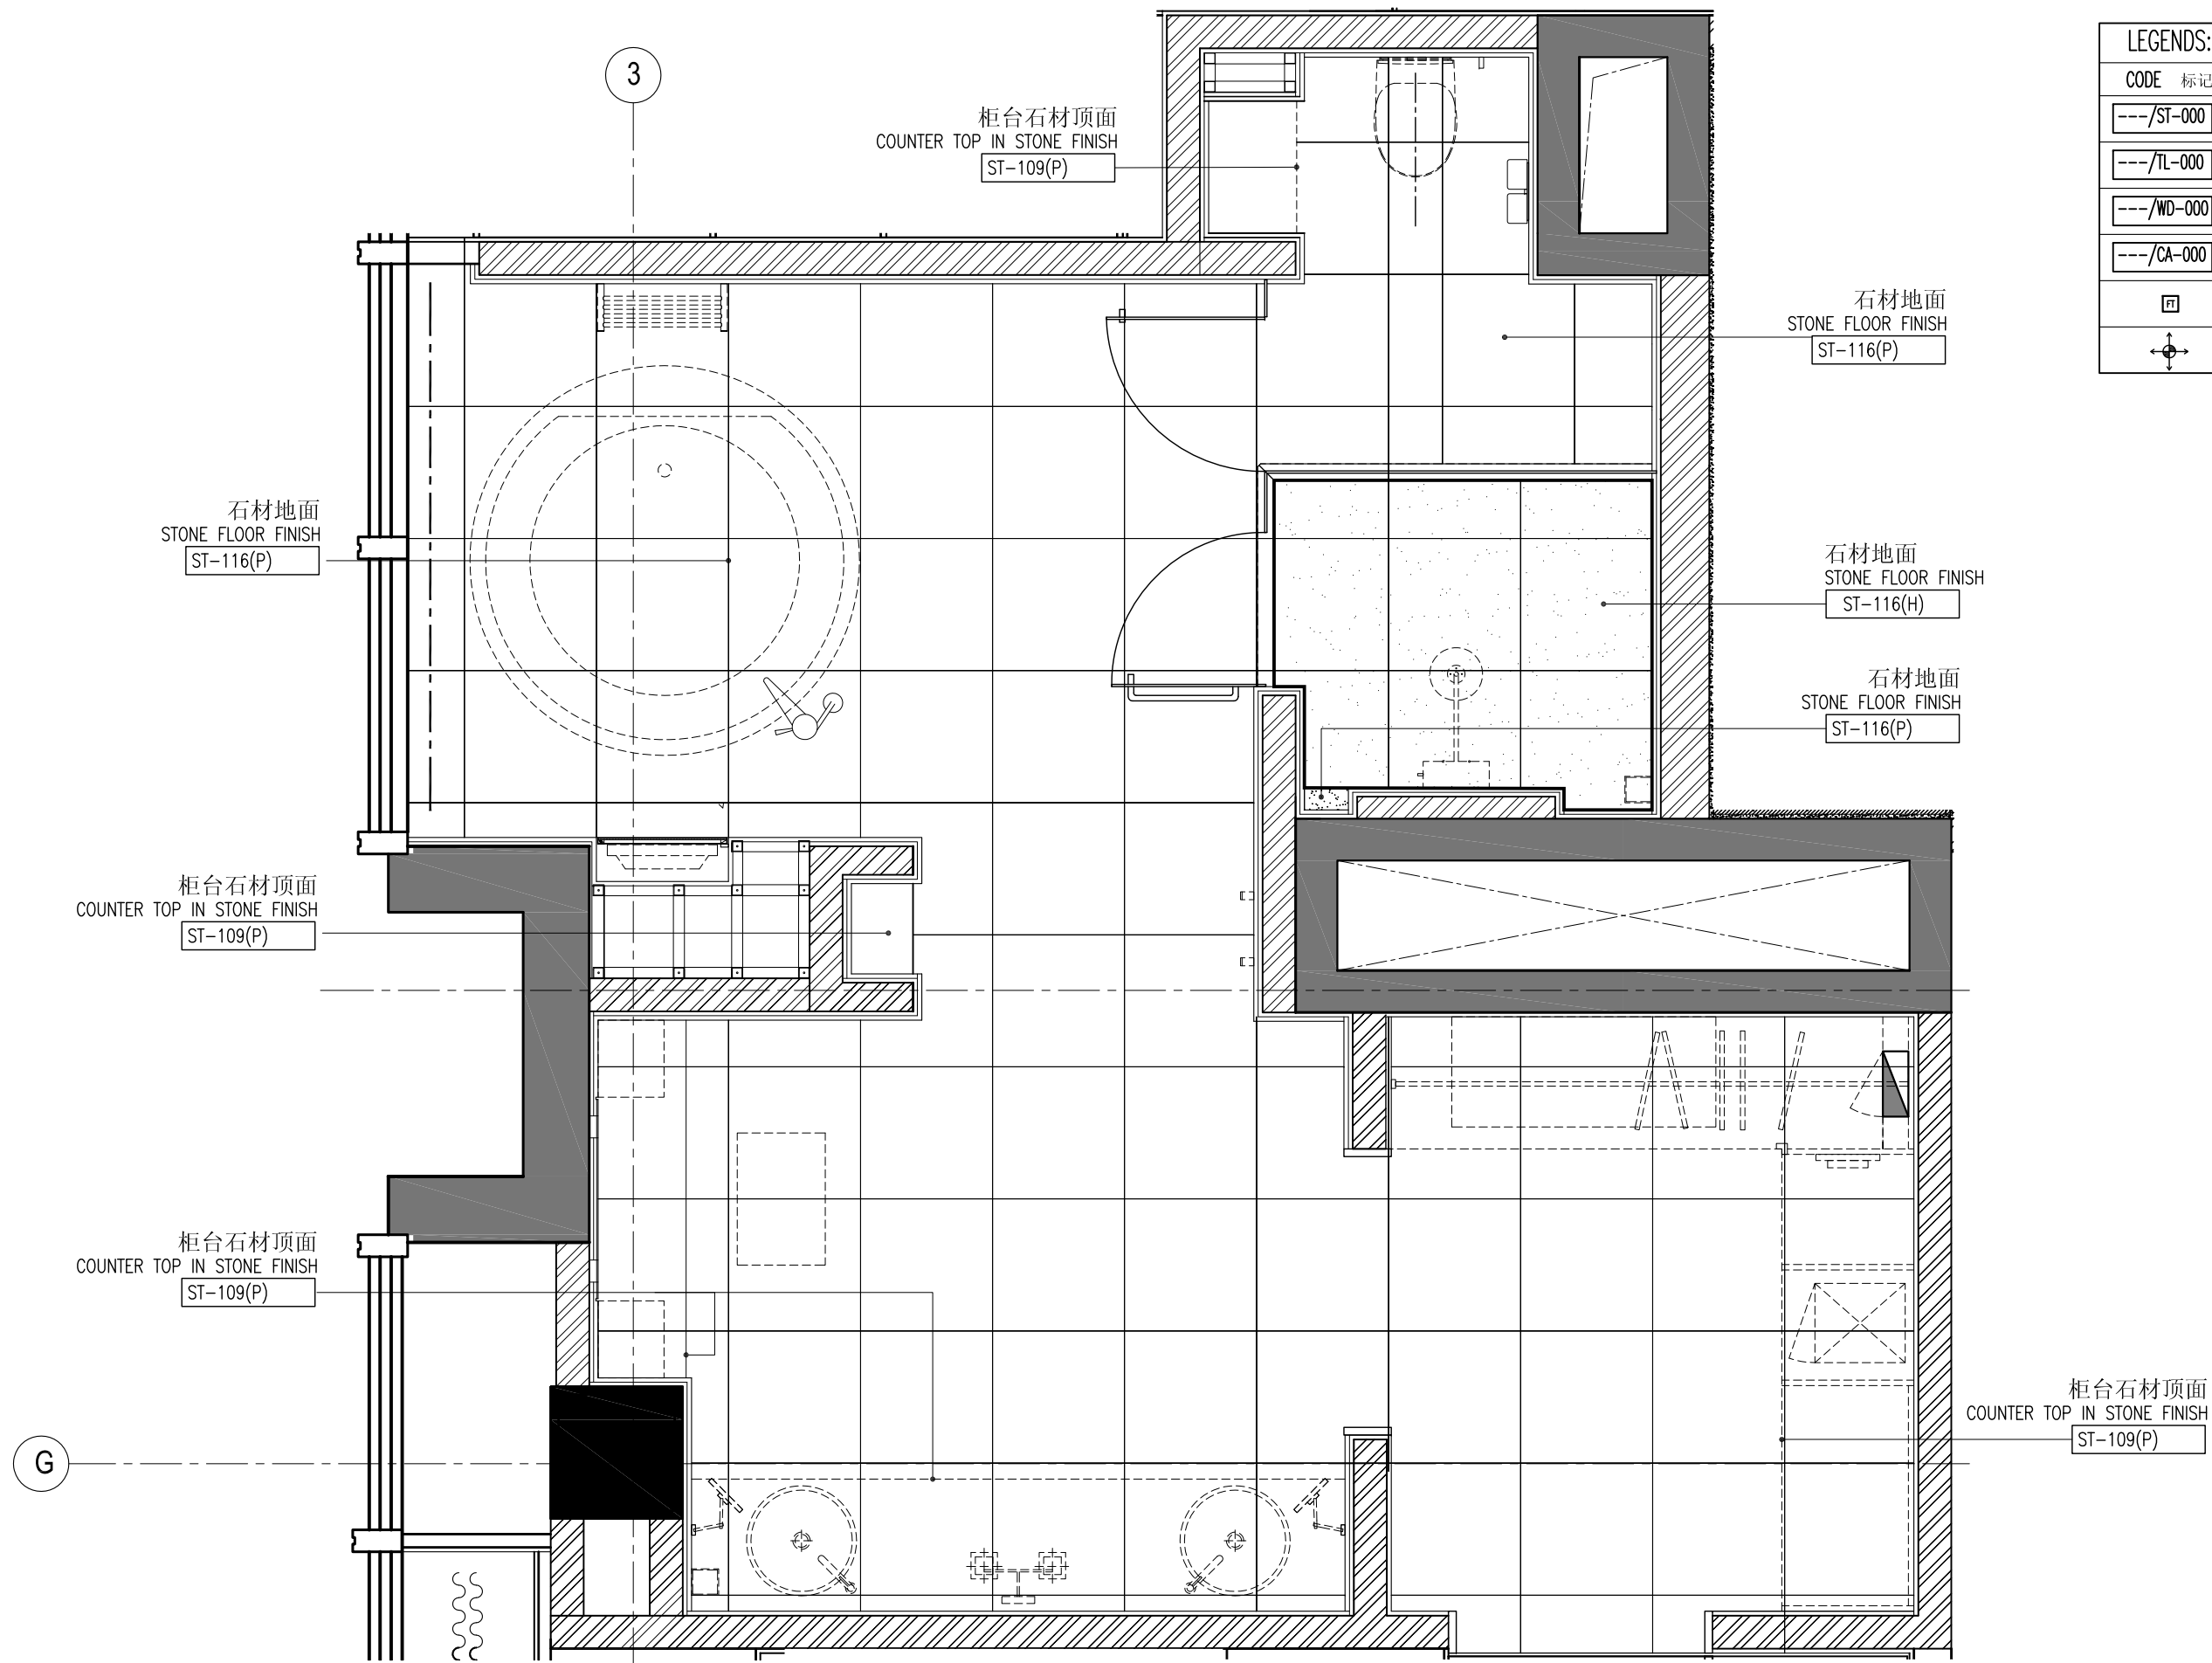 3
LEGENDS:
CODE 标记
---/ST-000
---/TL-000
---/WD-000
---/CA-000
FT
柜台石材顶面
COUNTER TOP IN STONE FINISH
ST-109(P)
石材地面
STONE FLOOR FINISH
ST-116(P)
石材地面
STONE FLOOR FINISH
ST-116(P)
石材地面
STONE FLOOR FINISH
ST-116(H)
石材地面
STONE FLOOR FINISH
ST-116(P)
柜台石材顶面
COUNTER TOP IN STONE FINISH
ST-109(P)
柜台石材顶面
COUNTER TOP IN STONE FINISH
ST-109(P)
柜台石材顶面
COUNTER TOP IN STONE FINISH
ST-109(P)
G